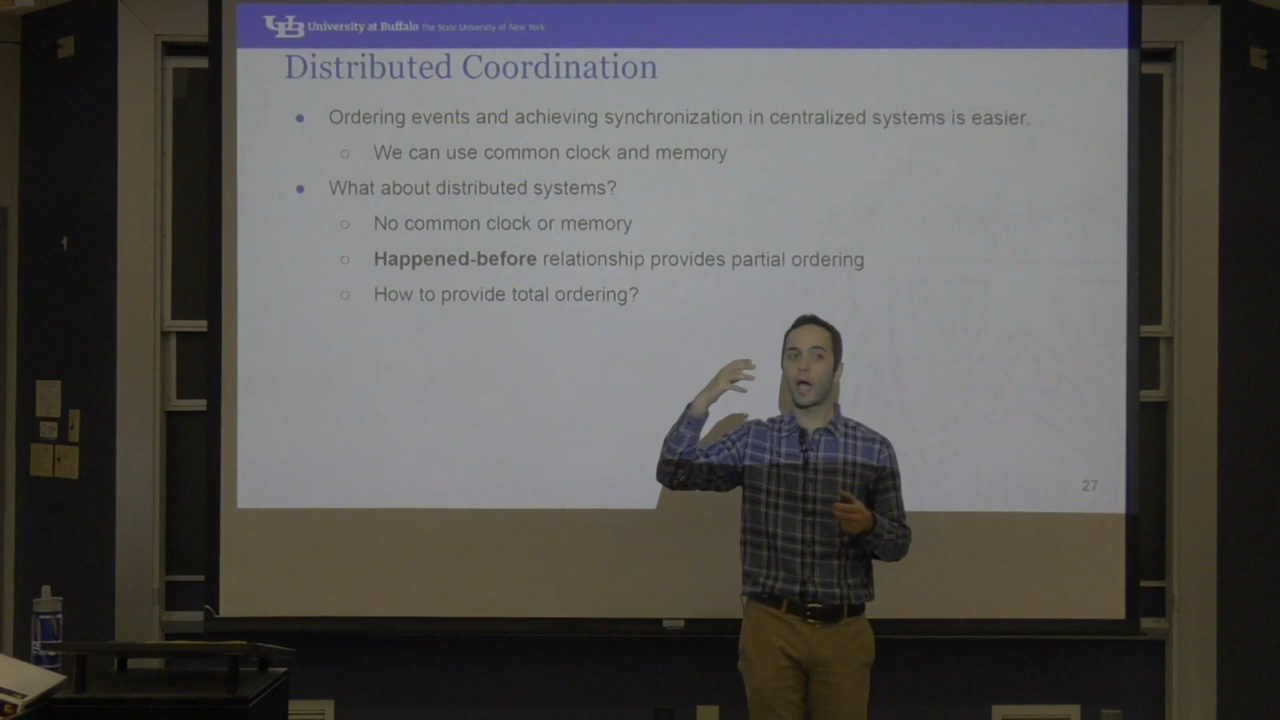 UB University at Buffalo The State University of New York
Distributed Coordination
● Ordering events and achieving synchronization in centralized systems is easier.
○ We can use common clock and memory
● What about distributed systems?
○ No common clock or memory
○ Happened-before relationship provides partial ordering
○ How to provide total ordering?
27